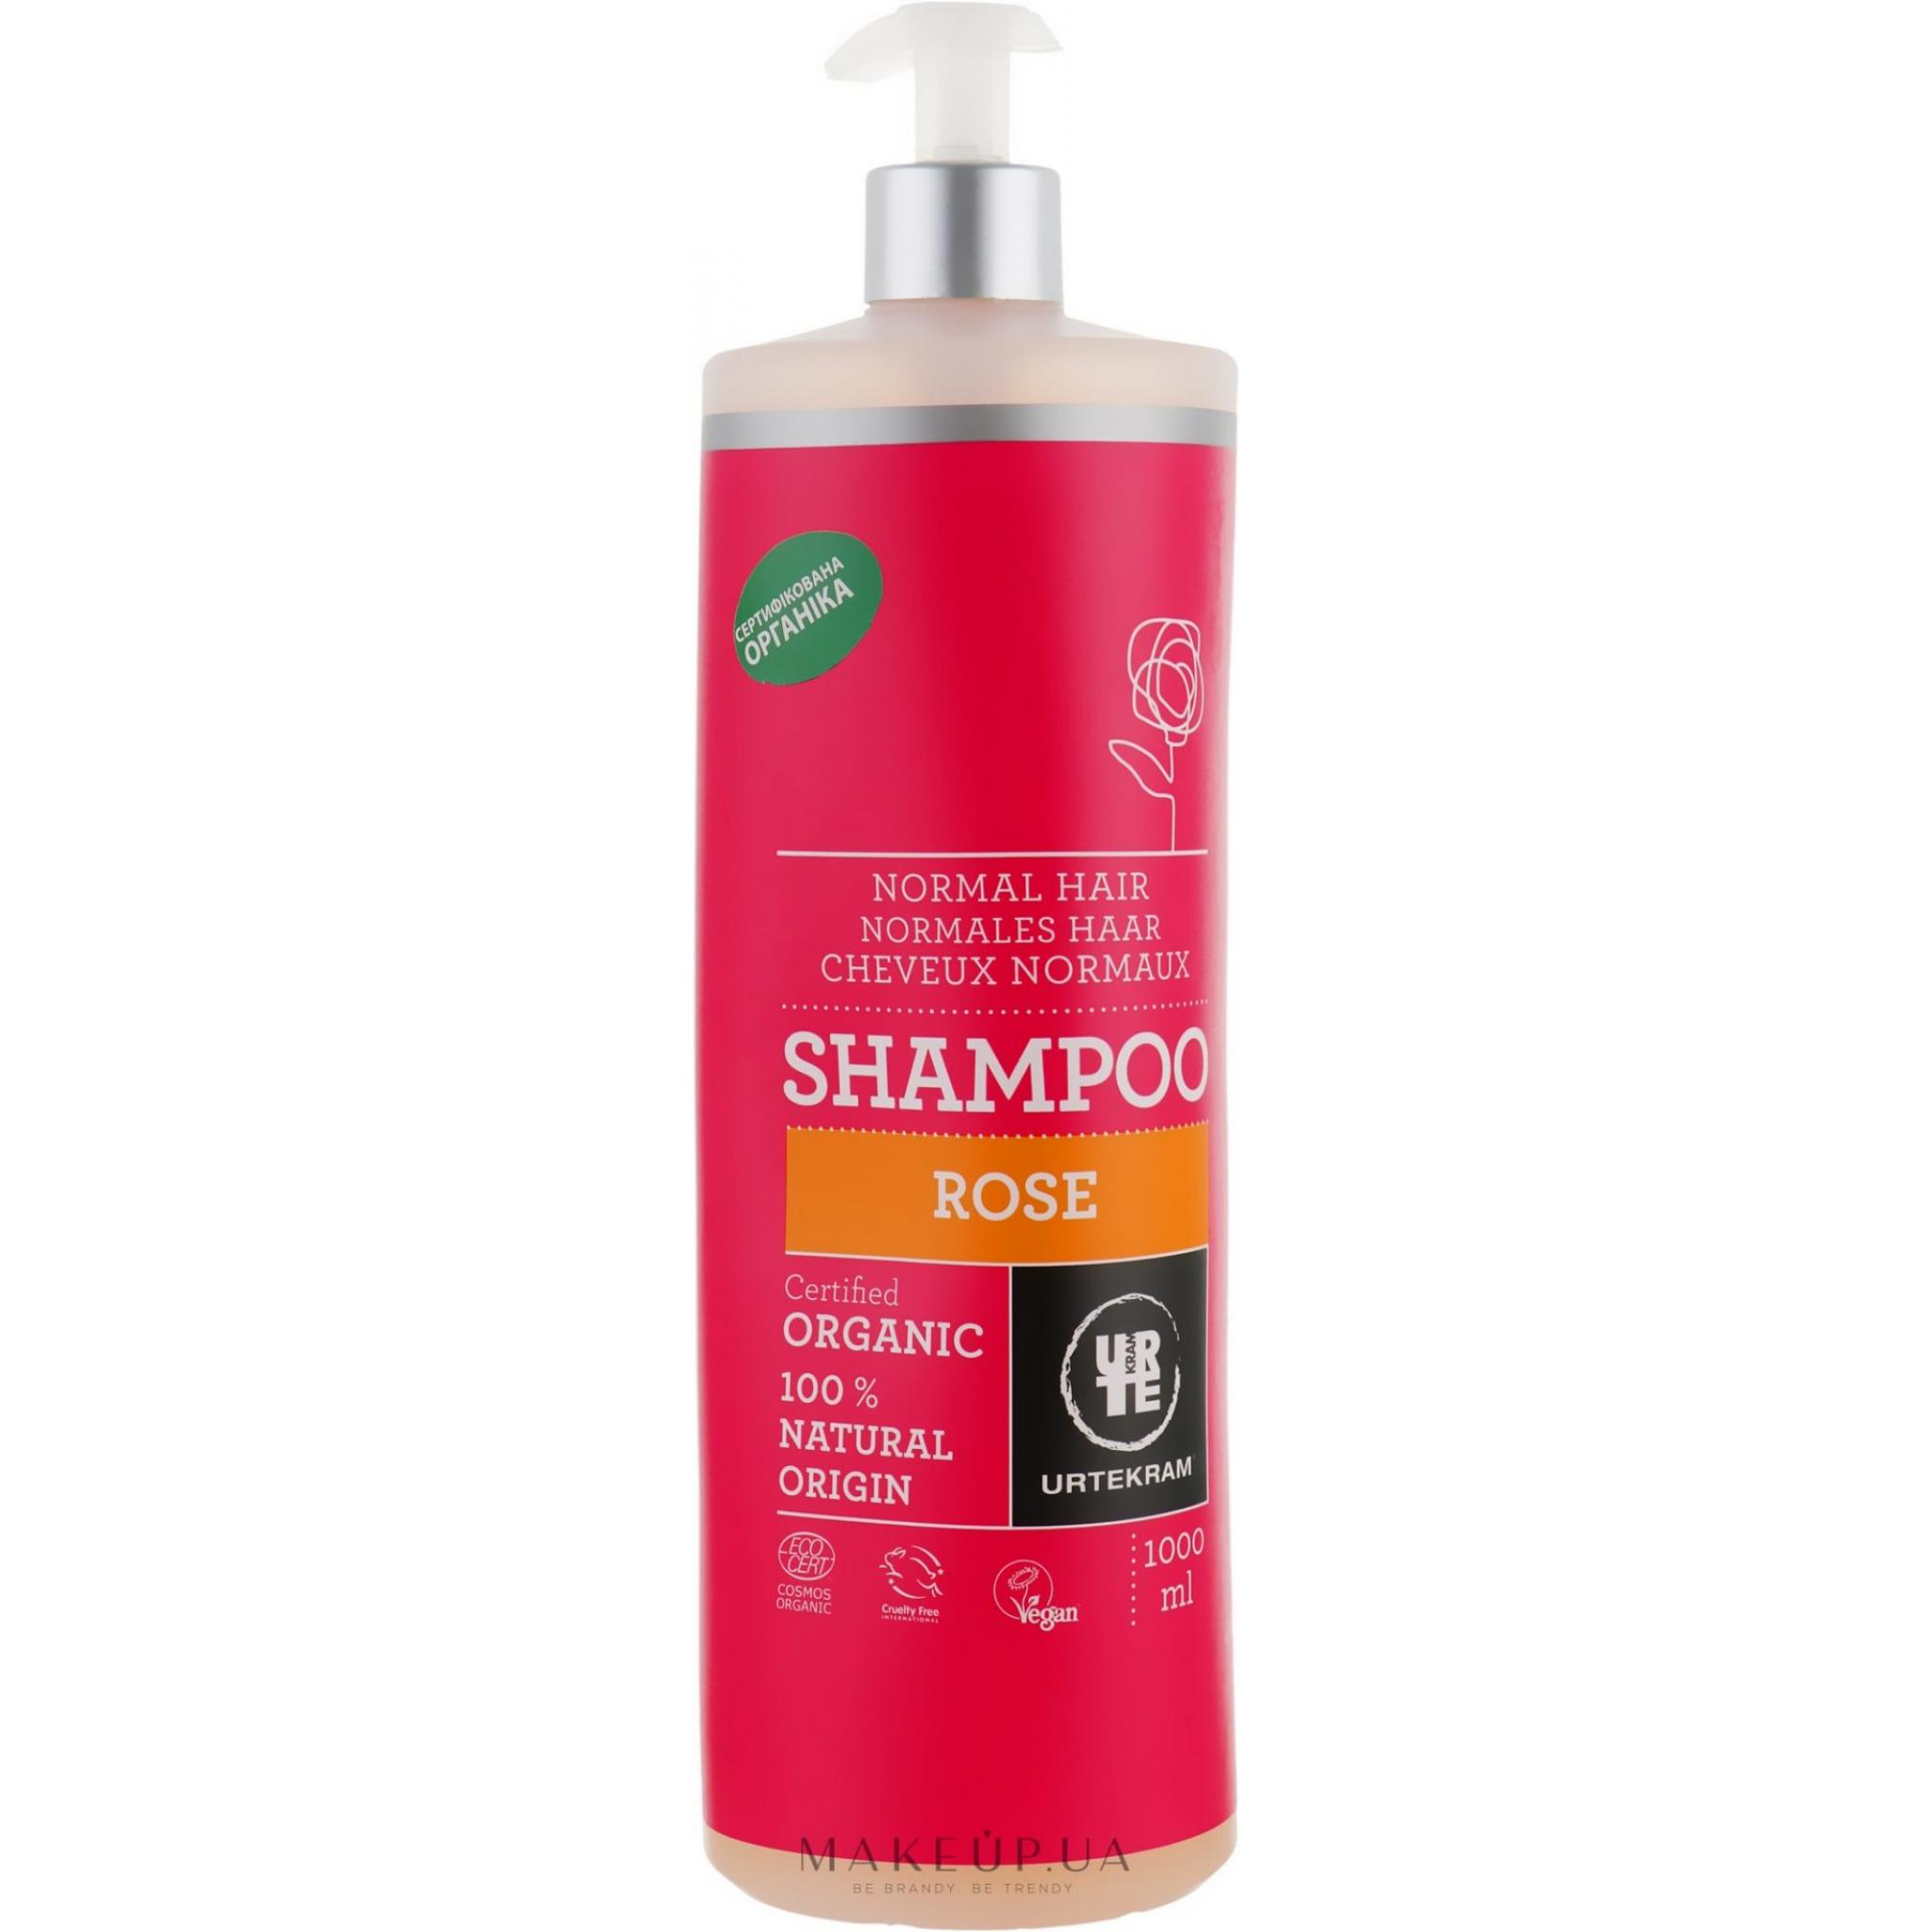 СЕРТИФІКОВАНА
ОРГАНІКА
NORMAL HAIR
NORMALES HAAR
CHEVEUX NORMAUX
SHAMPOO
ROSE
Certified
ORGANIC
100 %
NATURAL
ORIGIN
URTE
KRAM
URTEKRAM
ECO
CERT
COSMOS
ORGANIC
Cruelty Free
INTERNATIONAL
Vegan
1000
ml
MAKEUP.UA
BE BRANDY. BE TRENDY